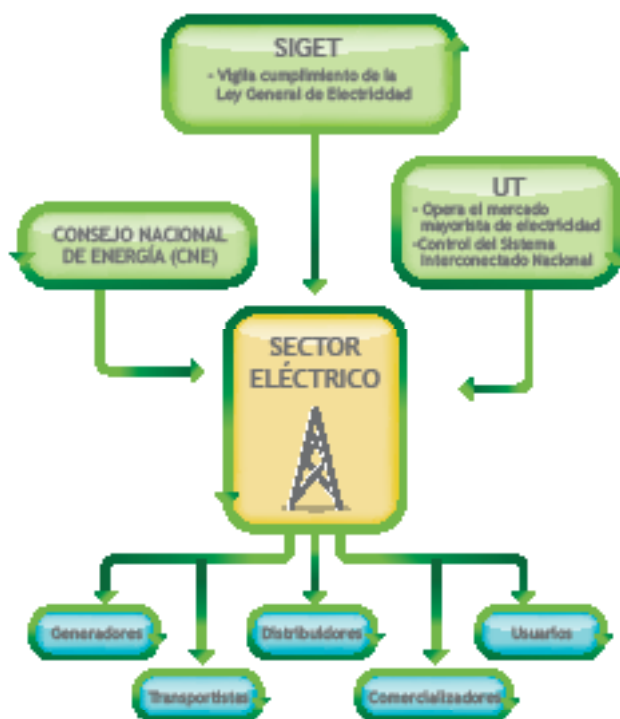 SIGET
- Vigila cumplimiento de la
Ley General de Electricidad
UT
- Opera el mercado
mayorista de electricidad
-Control del Sistema
Interconectado Nacional
CONSEJO NACIONAL
DE ENERGÍA (CNE)
SECTOR
ELÉCTRICO
Generadores
Distribuidores
Usuarios
Transportistas
Comercializadores